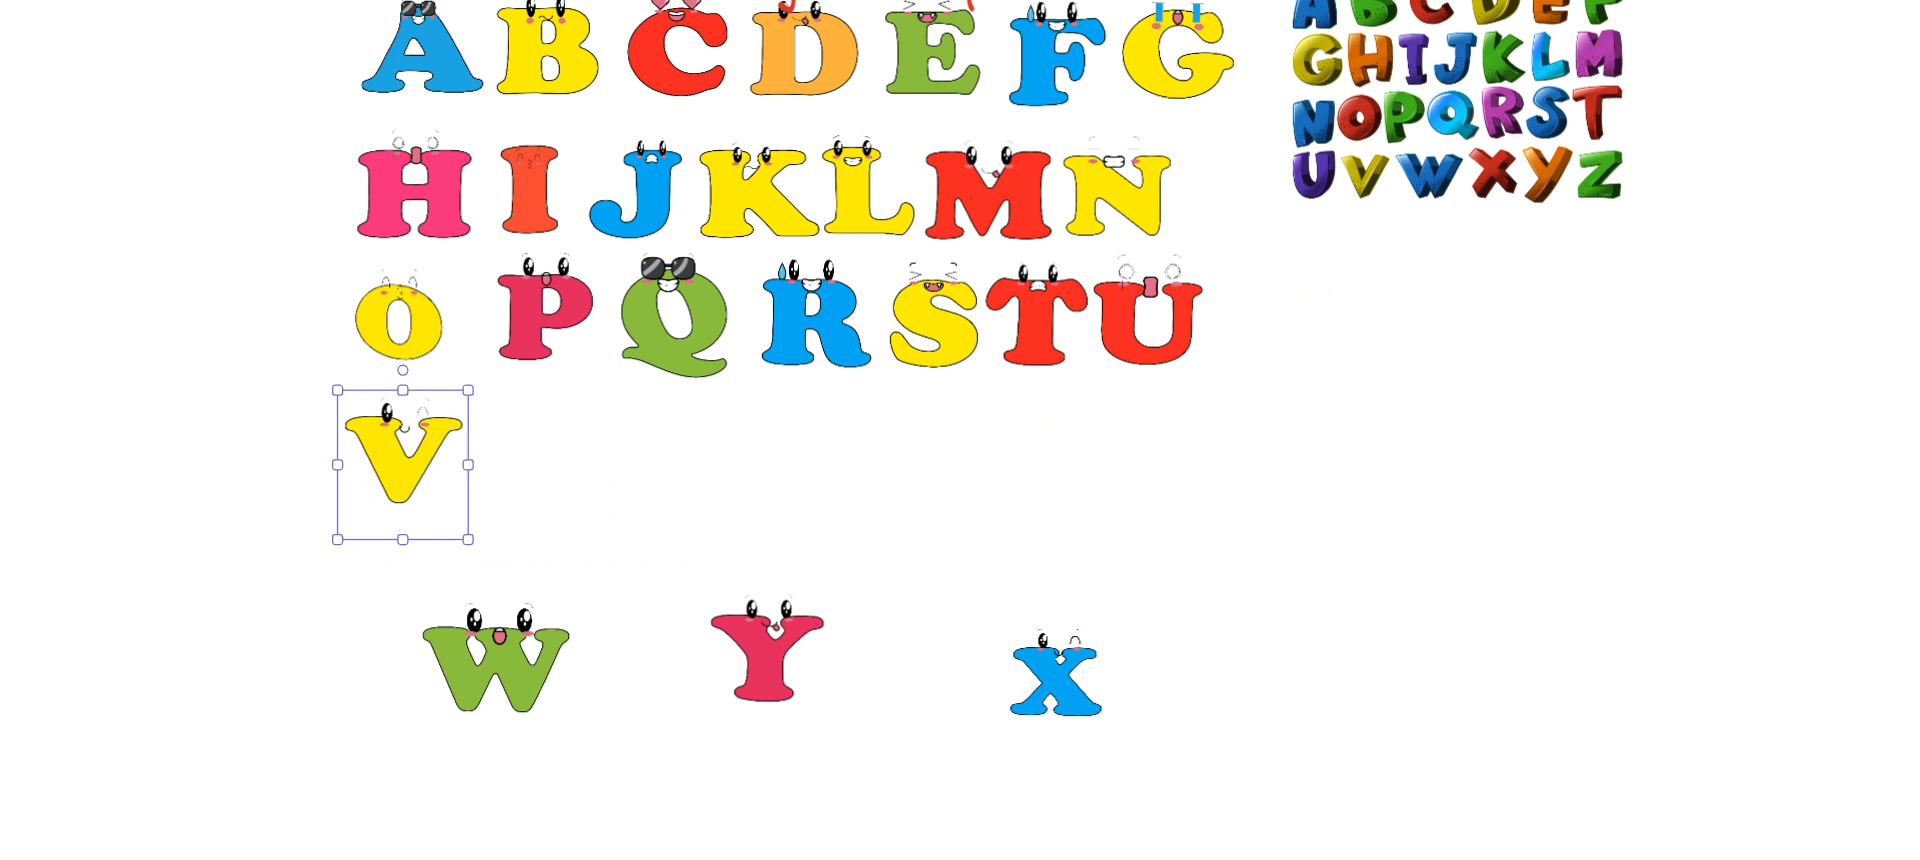 A B C D E F G
H I J K L M N
O P Q R S T U
V
W Y X
A B C D E F
G H I J K L M
N O P Q R S T
U V W X Y Z